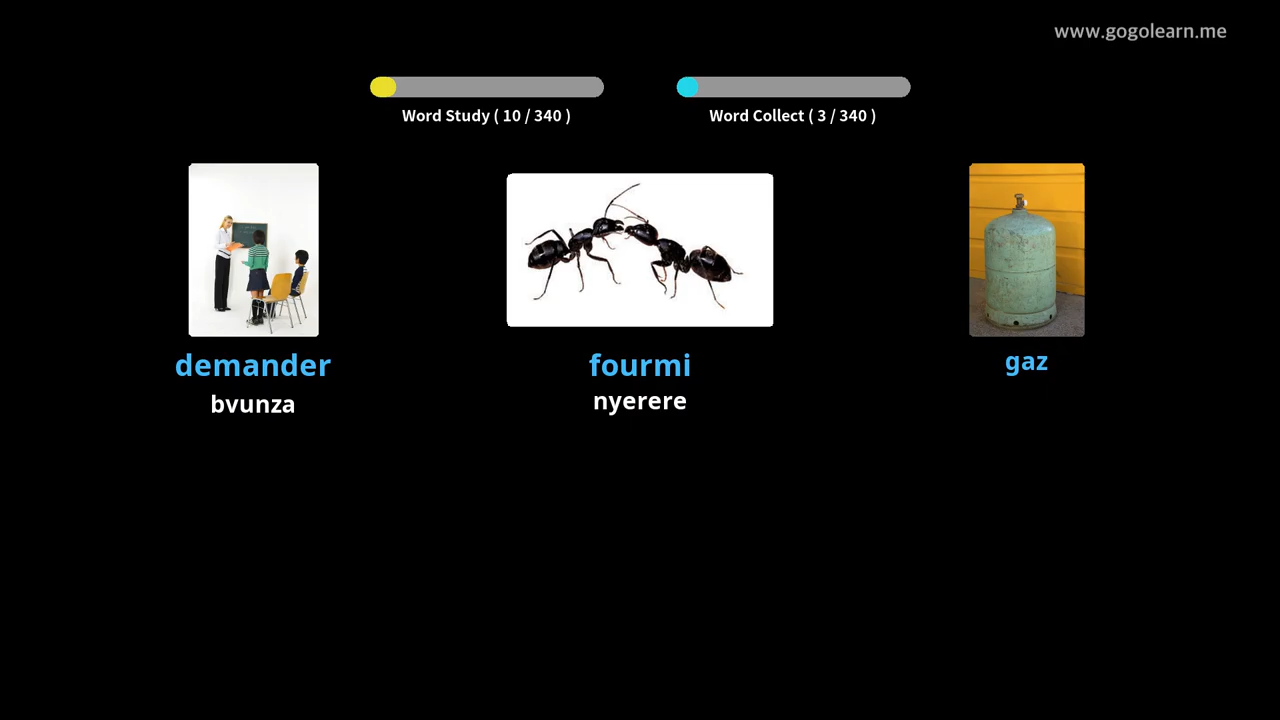 www.gogolearn.me
Word Study ( 10 / 340 )
Word Collect ( 3 / 340 )
demander
bvunza
fourmi
nyerere
gaz